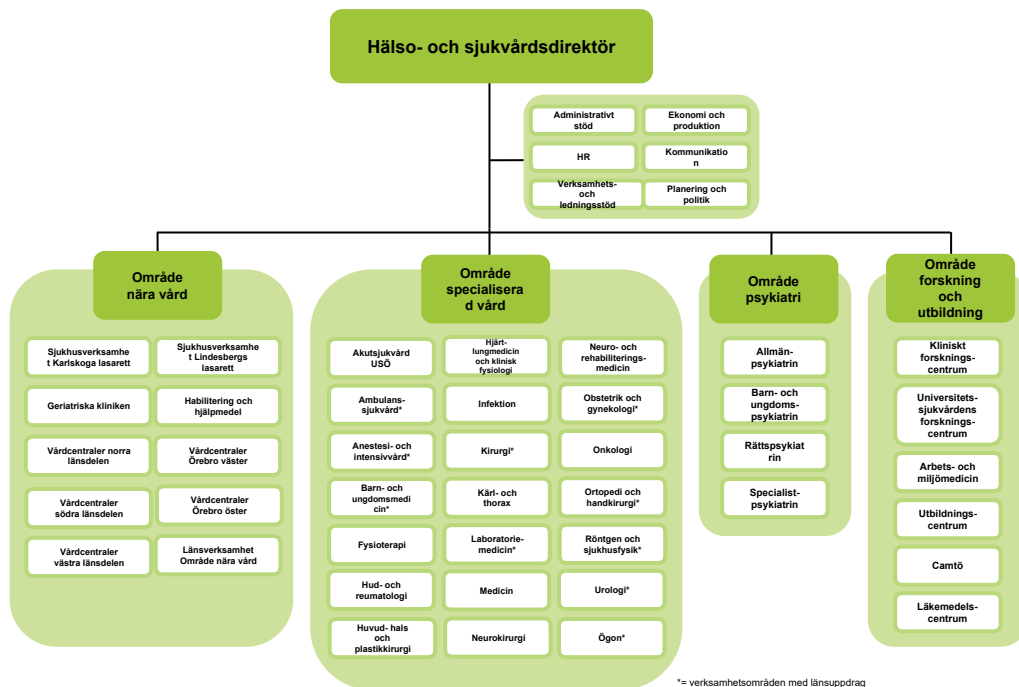 Hälso- och sjukvårdsdirektör
Administrativt
stöd
Ekonomi och
produktion
HR
Kommunikatio
n
Verksamhets-
och
ledningsstöd
Planering och
politik
Område
nära vård
Sjukhusverksamhe
t Karlskoga lasarett
Sjukhusverksamhe
t Lindesbergs
lasarett
Geriatriska kliniken
Habilitering och
hjälpmedel
Vårdcentraler norra
länsdelen
Vårdcentraler
Örebro väster
Vårdcentraler
södra länsdelen
Vårdcentraler
Örebro öster
Vårdcentraler
västra länsdelen
Länsverksamhet
Område nära vård
Område
specialisera
d vård
Akutsjukvård
USÖ
Hjärt-
lungmedicin
och klinisk
fysiologi
Neuro- och
rehabiliterings-
medicin
Ambulans-
sjukvård*
Infektion
Obstetrik och
gynekologi*
Anestesi- och
intensivvård*
Kirurgi*
Onkologi
Barn- och
ungdomsmedi
cin*
Kärl- och
thorax
Ortopedi och
handkirurgi*
Fysioterapi
Laboratorie-
medicin*
Röntgen och
sjukhusfysik*
Hud- och
reumatologi
Medicin
Urologi*
Huvud- hals
och
plastikkirurgi
Neurokirurgi
Ögon*
Område
psykiatri
Allmän-
psykiatrin
Barn- och
ungdoms-
psykiatrin
Rättspsykiat
rin
Specialist-
psykiatrin
Område
forskning
och
utbildning
Kliniskt
forsknings-
centrum
Universitets-
sjukvårdens
forsknings-
centrum
Arbets- och
miljömedicin
Utbildnings-
centrum
Camtö
Läkemedels-
centrum
*= verksamhetsområden med länsuppdrag